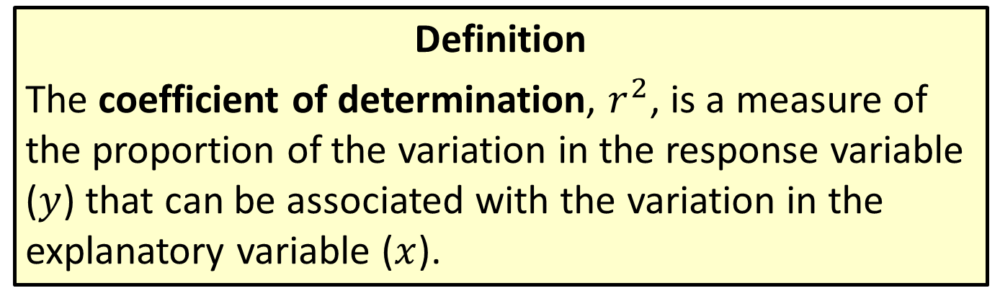 Definition
The coefficient of determination, r², is a measure of
the proportion of the variation in the response variable
(y) that can be associated with the variation in the
explanatory variable (x).